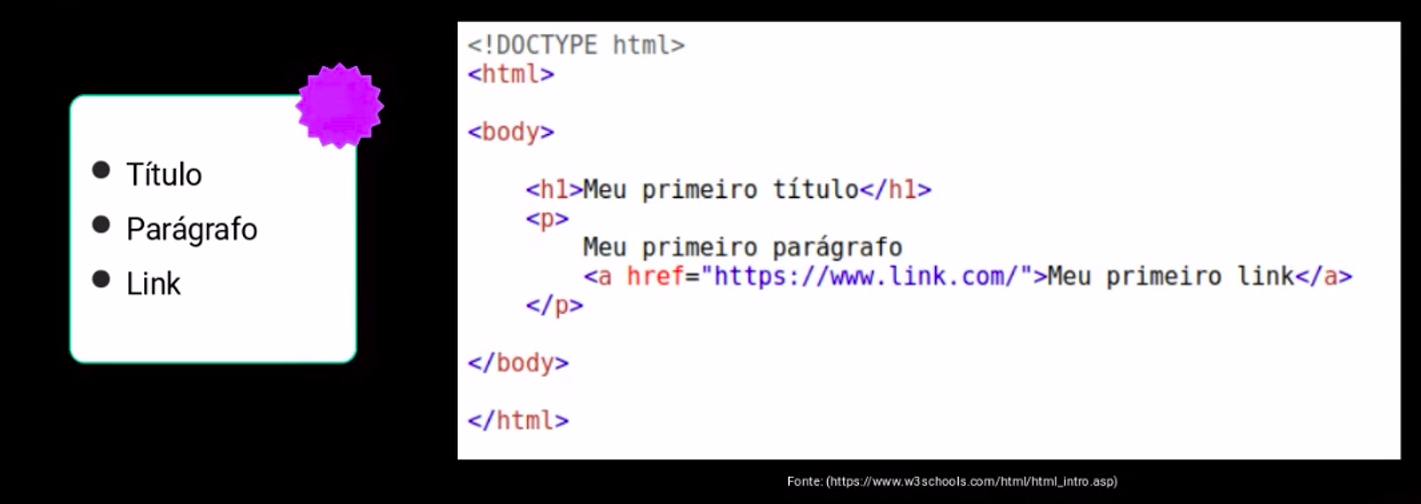 Título
Parágrafo
Link
<!DOCTYPE html>
<html>
<body>
<h1>Meu primeiro título</h1>
<p>
Meu primeiro parágrafo
<a href="https://www.link.com/">Meu primeiro link</a>
</p>
</body>
</html>
Fonte: (https://www.w3schools.com/html/html_intro.asp)